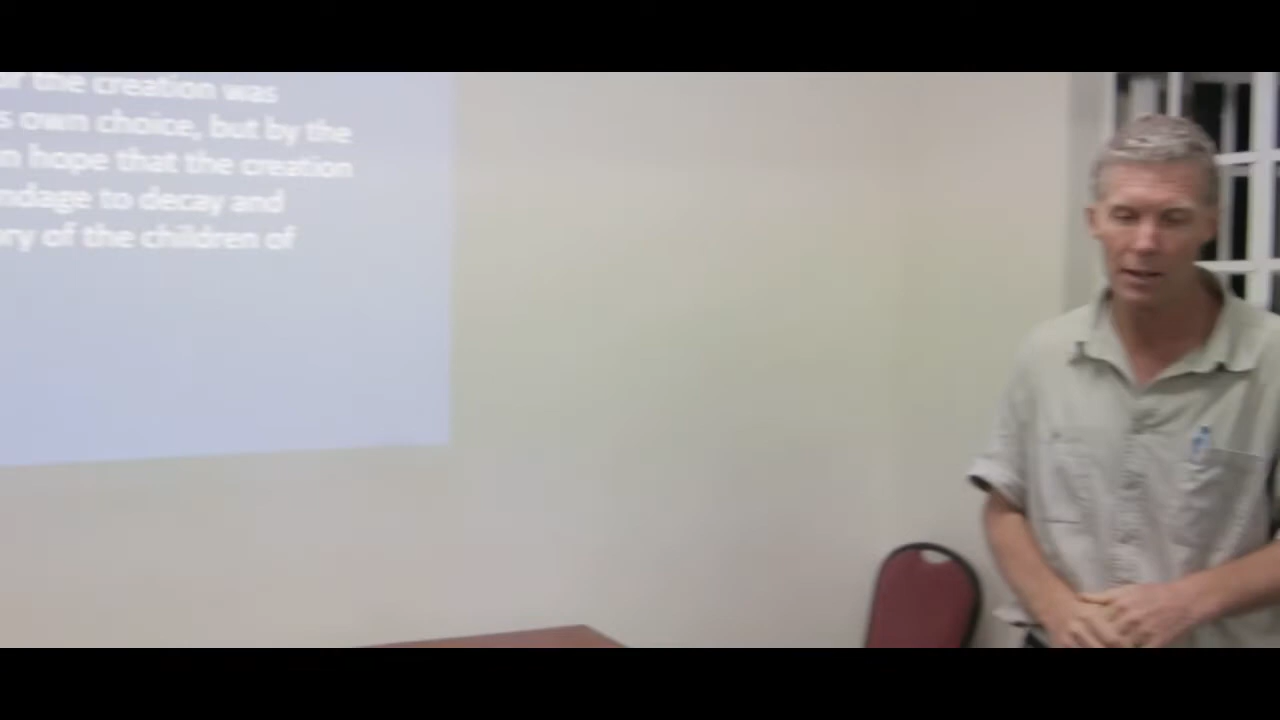 r the creation was
s own choice, but by the
n hope that the creation
ndage to decay and
ry of the children of